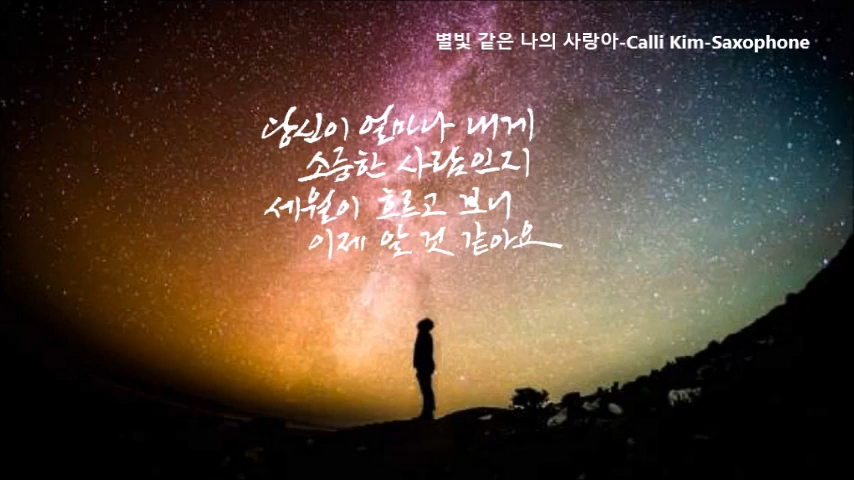 별빛 같은 나의 사랑아-Calli Kim-Saxophone
당신이 얼마나 내게
소중한 사람인지
세월이 흐르고 보니
이제 알 것 같아요